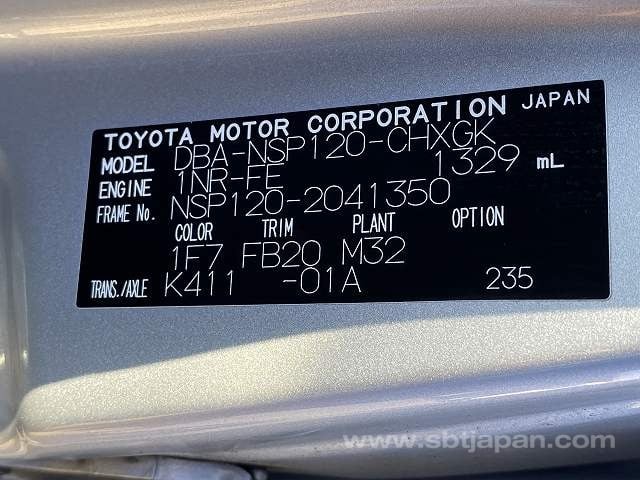 TOYOTA MOTOR CORPORATION JAPAN
MODEL DBA-NSP120-CHXGK
ENGINE 1NR-FE 1329 mL
FRAME No. NSP120-2041350
COLOR TRIM PLANT OPTION
1F7 FB20 M32
TRANS./AXLE K411 -01A 235
www.sbtjapan.com